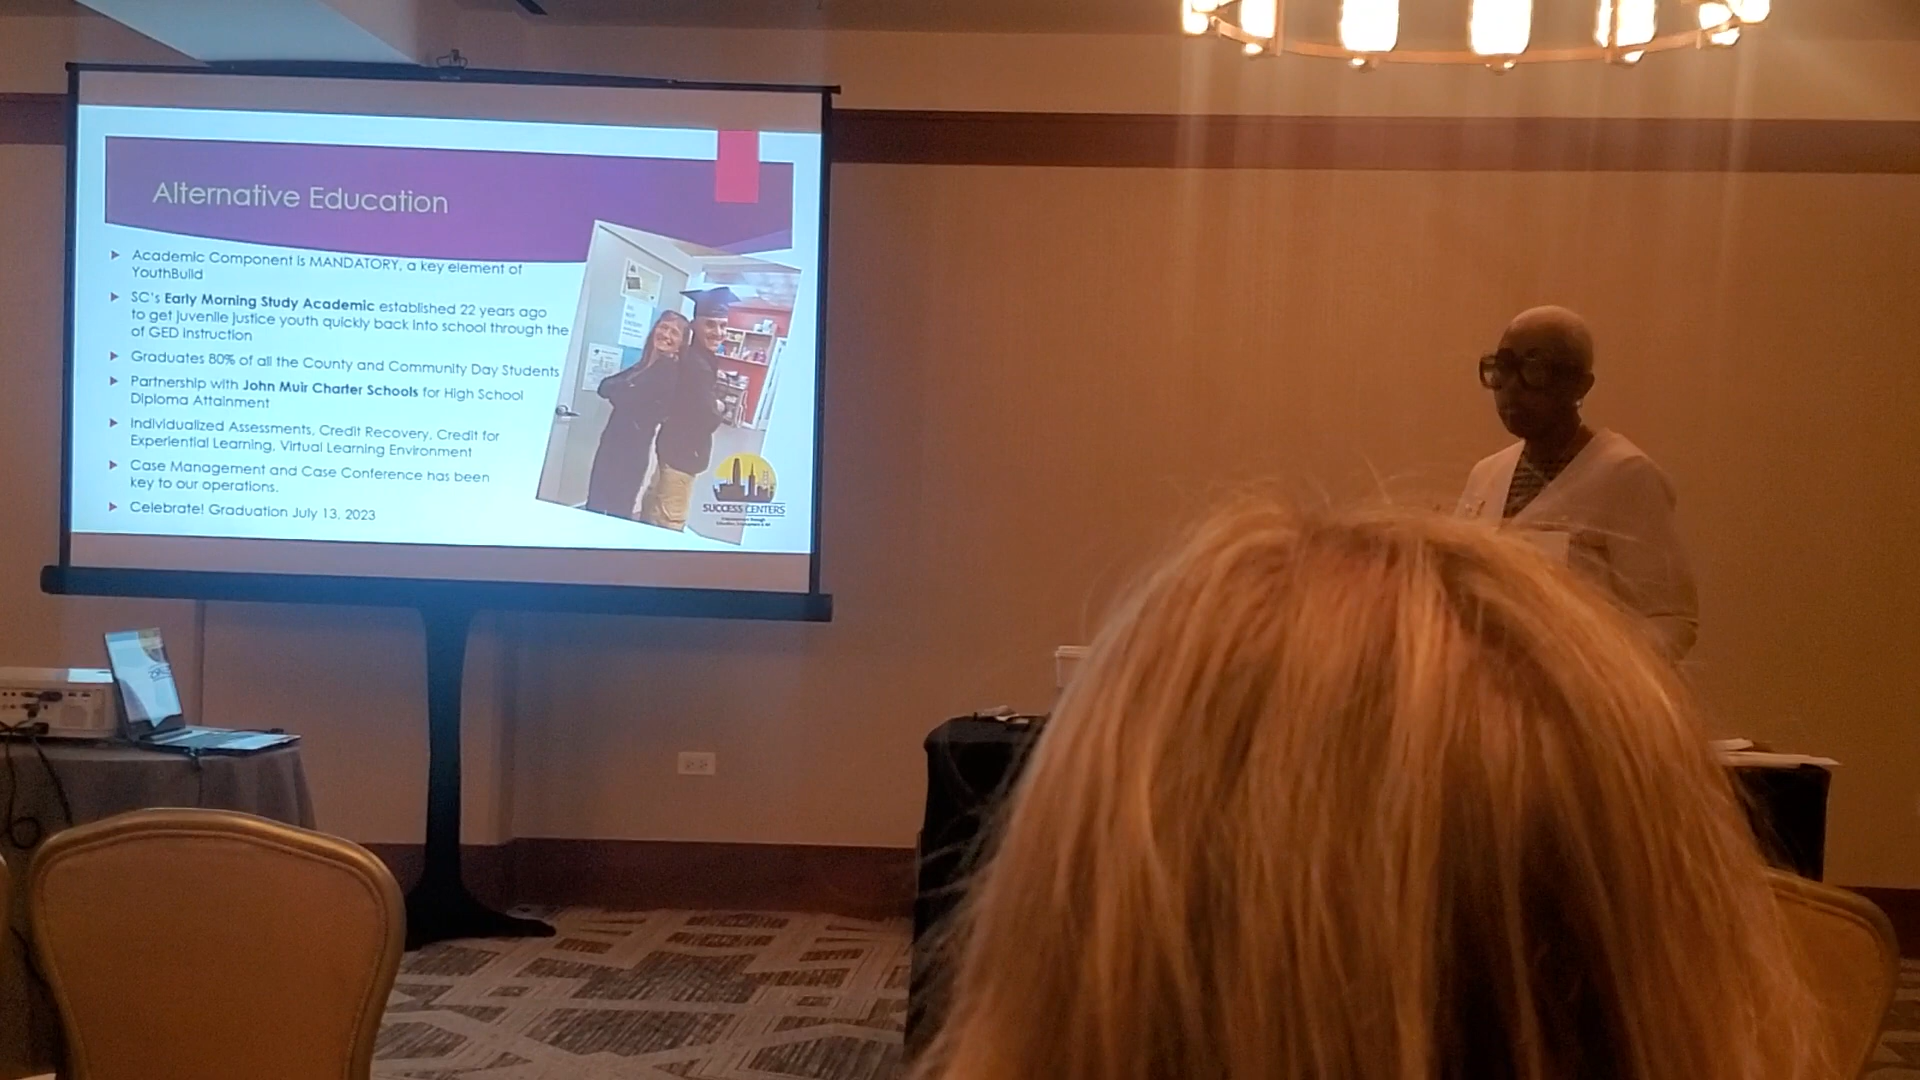 Alternative Education
Academic Component is MANDATORY, a key element of
YouthBuild
SC's Early Morning Study Academic established 22 years ago
to get juvenile justice youth quickly back into school through the
of GED instruction
Graduates 80% of all the County and Community Day Students
Partnership with John Muir Charter Schools for High School
Diploma Attainment
Individualized Assessments, Credit Recovery, Credit for
Experiential Learning, Virtual Learning Environment
Case Management and Case Conference has been
key to our operations.
Celebrate! Graduation July 13, 2023
SUCCESS CENTERS